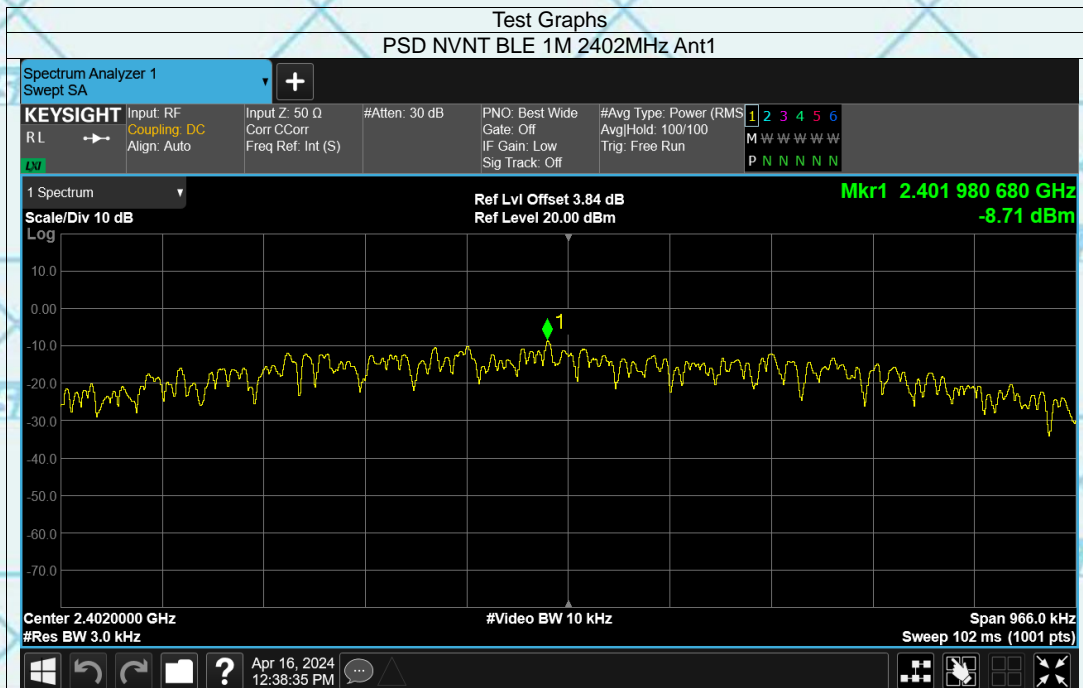 Test Graphs
PSD NVNT BLE 1M 2402MHz Ant1
Spectrum Analyzer 1
Swept SA
+
KEYSIGHT
RL
LXI
Input: RF
Coupling: DC
Align: Auto
Input Z: 50 Ω
Corr CCorr
Freq Ref: Int (S)
#Atten: 30 dB
PNO: Best Wide
Gate: Off
IF Gain: Low
Sig Track: Off
#Avg Type: Power (RMS
Avg|Hold: 100/100
Trig: Free Run
1 2 3 4 5 6
M W W W W W
P N N N N N
1 Spectrum
Scale/Div 10 dB
Ref Lvl Offset 3.84 dB
Ref Level 20.00 dBm
Mkr1 2.401 980 680 GHz
-8.71 dBm
Log
10.0
0.00
-10.0
-20.0
-30.0
-40.0
-50.0
-60.0
-70.0
1
Center 2.4020000 GHz
#Res BW 3.0 kHz
#Video BW 10 kHz
Span 966.0 kHz
Sweep 102 ms (1001 pts)
?
Apr 16, 2024
12:38:35 PM